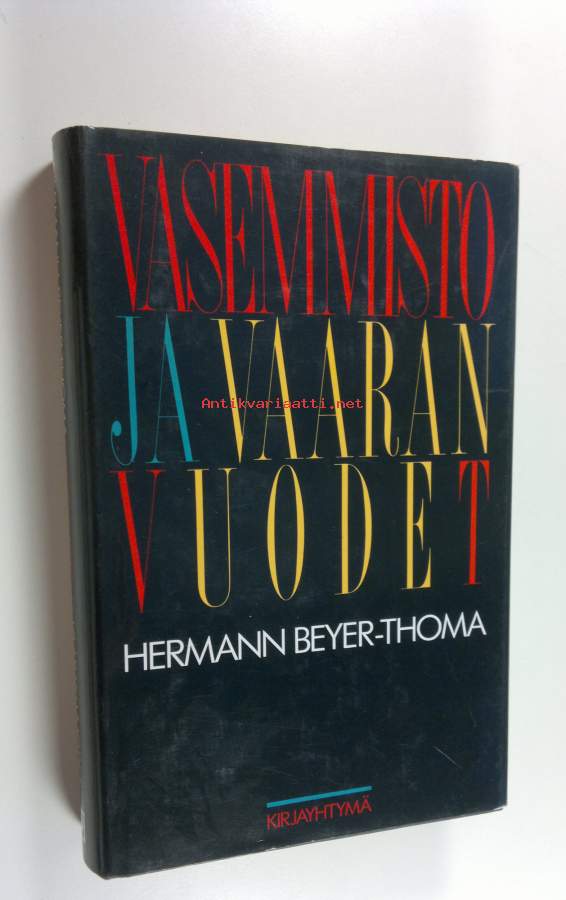 VASEMMISTO
JA VAARAN
Antikvariaatti.net
VUODET
HERMANN BEYER-THOMA
KIRJAYHTYMÄ